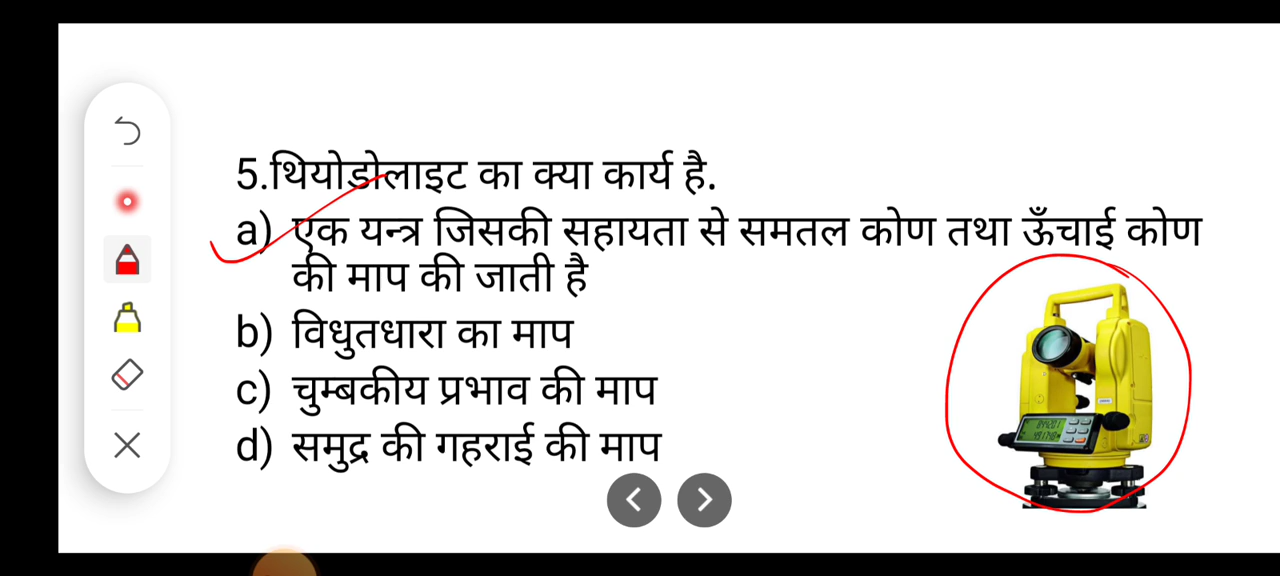 5.थियोडोलाइट का क्या कार्य है.
a) एक यन्त्र जिसकी सहायता से समतल कोण तथा ऊँचाई कोण
की माप की जाती है
b) विधुतधारा का माप
c) चुम्बकीय प्रभाव की माप
d) समुद्र की गहराई की माप